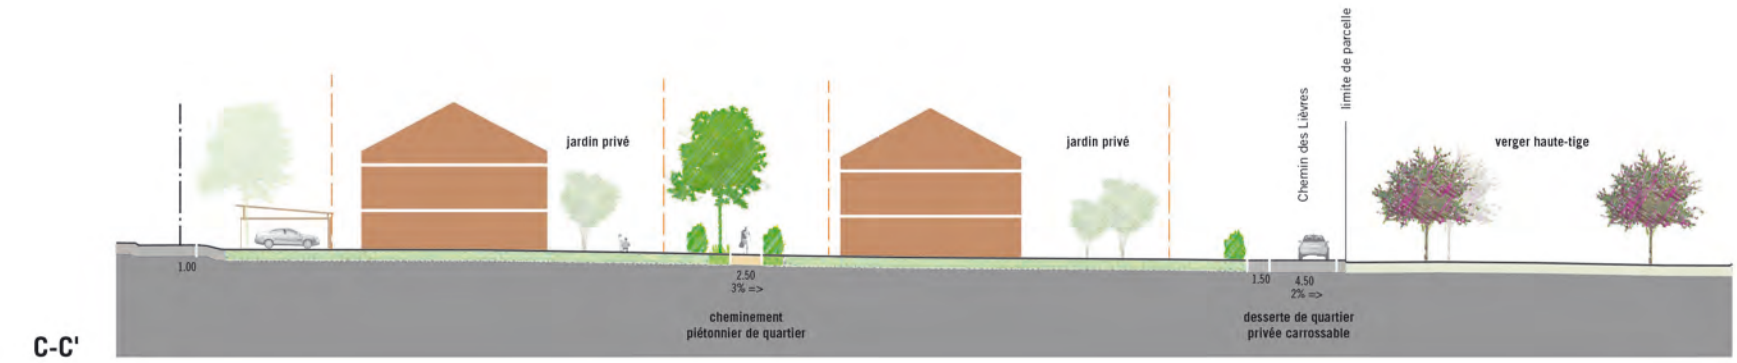 limite de parcelle
Chemin des Lièvres
jardin privé
jardin privé
verger haute-tige
1.00
2.50
3% =>
1.50
4.50
2% =>
cheminement
piétonnier de quartier
desserte de quartier
privée carrossable
C-C'